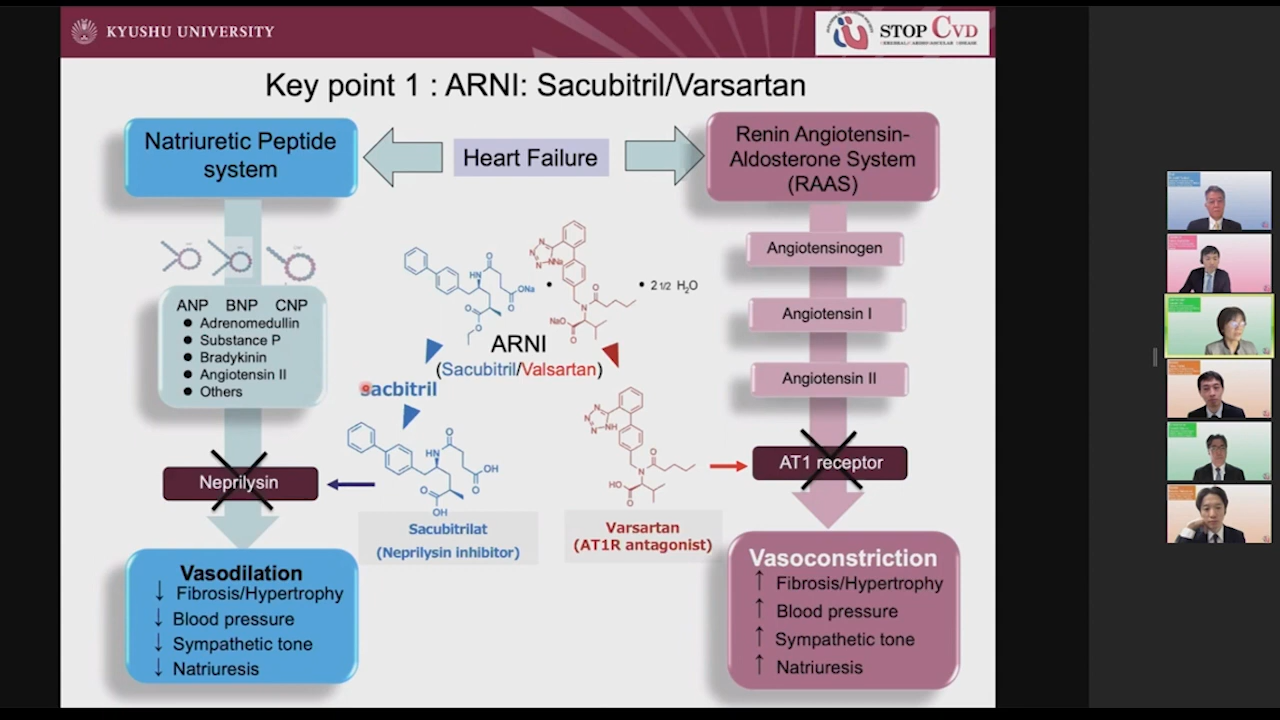 KYUSHU UNIVERSITY
STOP CVD
CEREBRAL/CARDIOVASCULAR DISEASE
Key point 1 : ARNI: Sacubitril/Varsartan
Natriuretic Peptide
system
Heart Failure
Renin Angiotensin-
Aldosterone System
(RAAS)
ANP BNP CNP
● Adrenomedullin
● Substance P
● Bradykinin
● Angiotensin II
● Others
Neprilysin
Vasodilation
↓ Fibrosis/Hypertrophy
↓ Blood pressure
↓ Sympathetic tone
↓ Natriuresis
• 2 1/2 H₂O
ARNI
(Sacubitril/Valsartan)
sacbitril
Sacubitrilat
(Neprilysin inhibitor)
Varsartan
(AT1R antagonist)
Angiotensinogen
Angiotensin I
Angiotensin II
AT1 receptor
Vasoconstriction
↑ Fibrosis/Hypertrophy
↑ Blood pressure
↑ Sympathetic tone
↑ Natriuresis